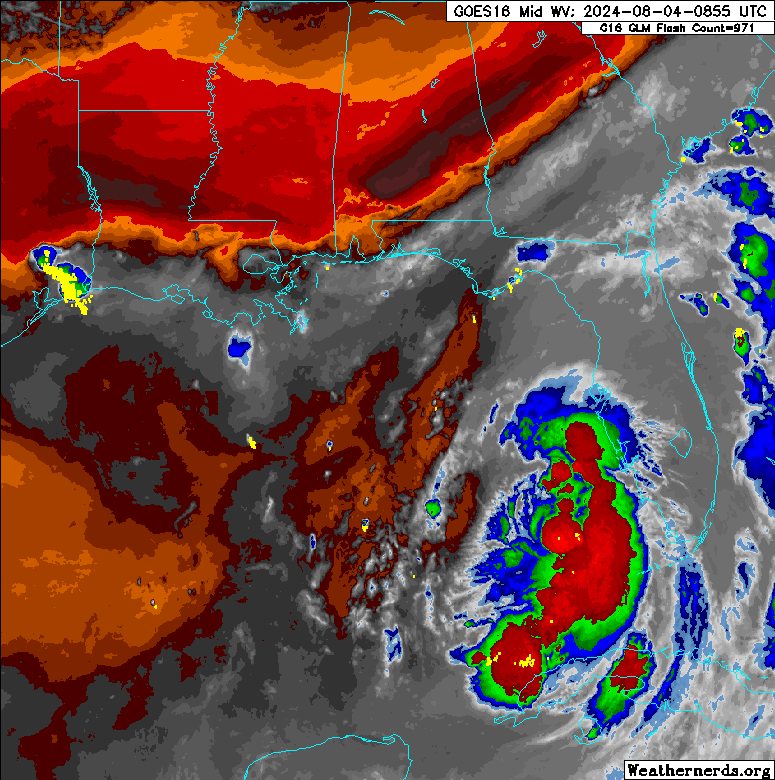 GOES16 Mid WV: 2024-08-04-0855 UTC
G16 GLM Flash Count=971
Weathernerds.org